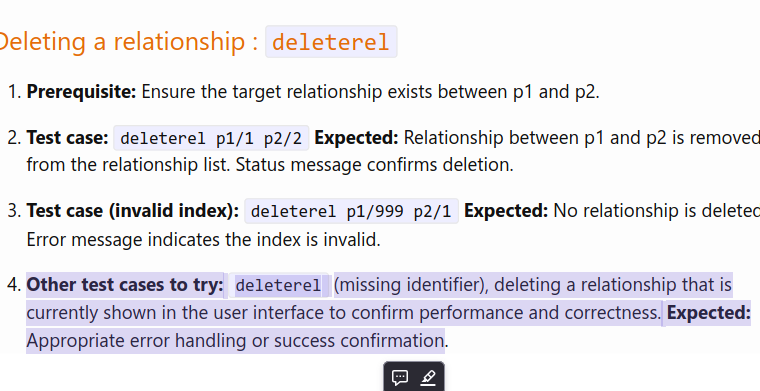 Deleting a relationship : deleterel
1. Prerequisite: Ensure the target relationship exists between p1 and p2.
2. Test case: deleterel p1/1 p2/2 Expected: Relationship between p1 and p2 is removed
from the relationship list. Status message confirms deletion.
3. Test case (invalid index): deleterel p1/999 p2/1 Expected: No relationship is deleted
Error message indicates the index is invalid.
4. Other test cases to try: deleterel (missing identifier), deleting a relationship that is
currently shown in the user interface to confirm performance and correctness. Expected:
Appropriate error handling or success confirmation.